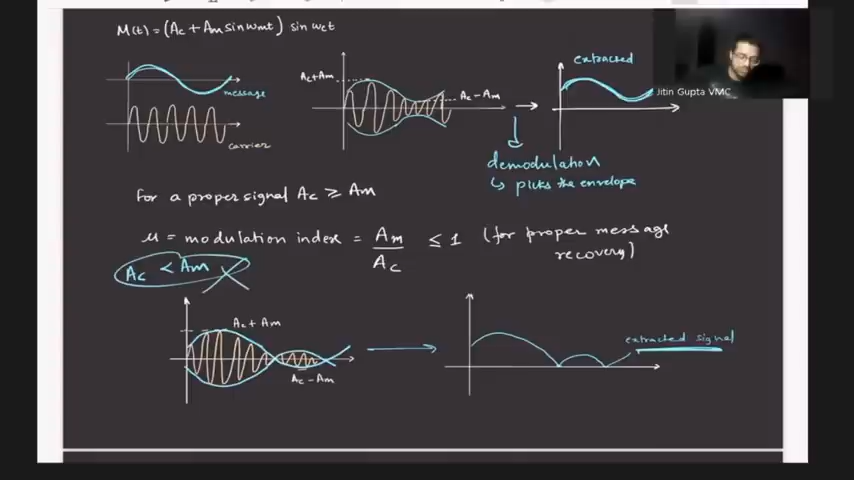 M(t) = (Ac + Am sin ωmt) sin ωct
message
carrier
Ac+Am
Ac - Am
extracted
Jitin Gupta VMC
demodulation
↳ picks the envelope
For a proper signal Ac ≥ Am
μ = modulation index = Am / Ac ≤ 1 (for proper message
recovery)
Ac < Am
Ac + Am
Ac - Am
extracted signal